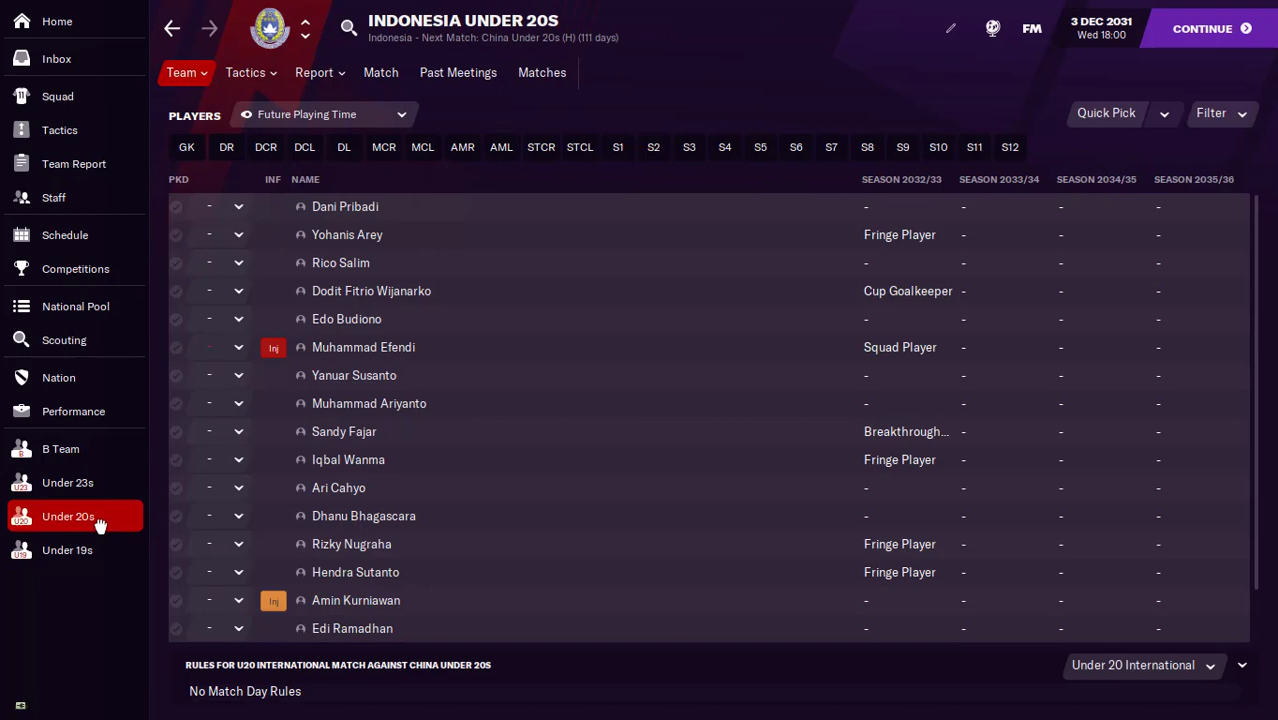 Home
Inbox
Squad
Tactics
Team Report
Staff
Schedule
Competitions
National Pool
Scouting
Nation
Performance
B Team
Under 23s
Under 20s
Under 19s
INDONESIA UNDER 20S
Indonesia - Next Match: China Under 20s (H) (111 days)
FM
3 DEC 2031
Wed 18:00
CONTINUE
Team Tactics Report Match Past Meetings Matches
PLAYERS Future Playing Time Quick Pick Filter
GK DR DCR DCL DL MCR MCL AMR AML STCR STCL S1 S2 S3 S4 S5 S6 S7 S8 S9 S10 S11 S12
PKD INF NAME SEASON 2032/33 SEASON 2033/34 SEASON 2034/35 SEASON 2035/36
- Dani Pribadi - - - -
- Yohanis Arey Fringe Player - - -
- Rico Salim - - - -
- Dodit Fitrio Wijanarko Cup Goalkeeper - - -
- Edo Budiono - - - -
- Inj Muhammad Efendi Squad Player - - -
- Yanuar Susanto - - - -
- Muhammad Ariyanto - - - -
- Sandy Fajar Breakthrough... - - -
- Iqbal Wanma Fringe Player - - -
- Ari Cahyo - - - -
- Dhanu Bhagascara - - - -
- Rizky Nugraha Fringe Player - - -
- Hendra Sutanto Fringe Player - - -
- Inj Amin Kurniawan - - - -
- Edi Ramadhan - - - -
RULES FOR U20 INTERNATIONAL MATCH AGAINST CHINA UNDER 20S Under 20 International
No Match Day Rules